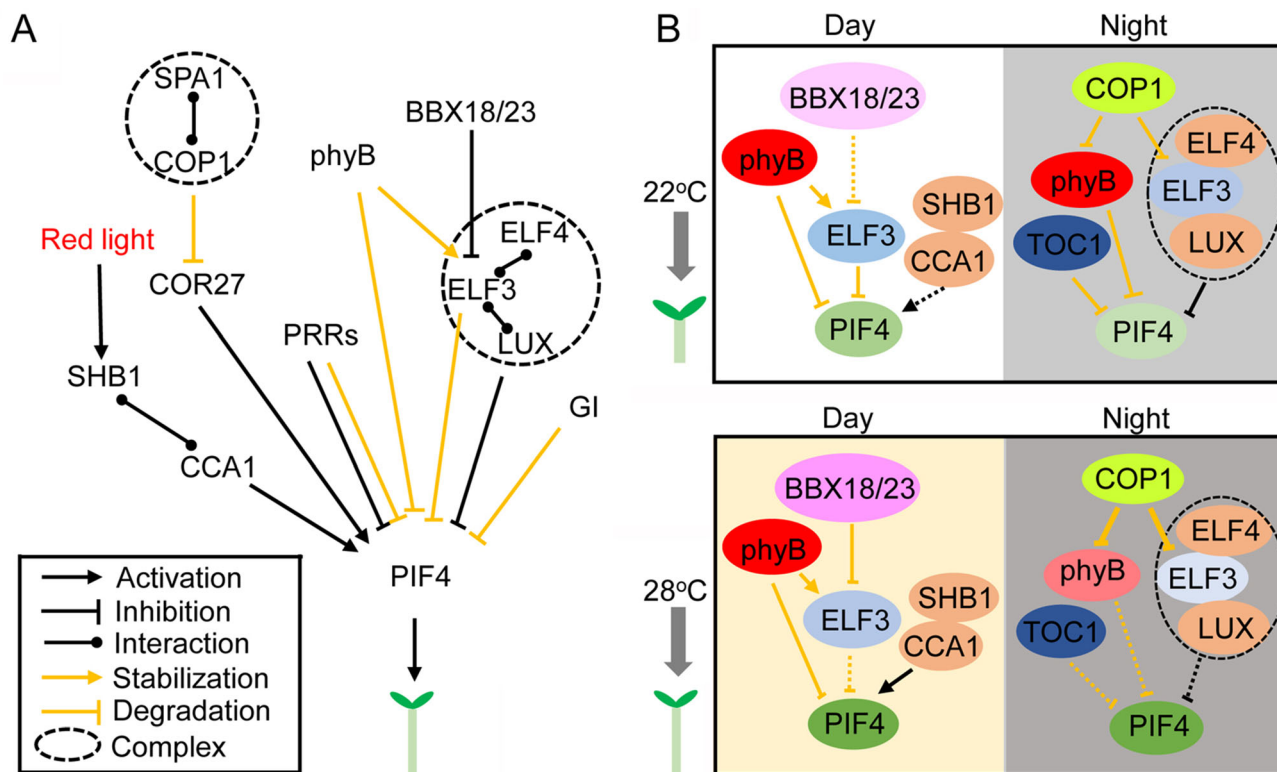 A
SPA1
COP1
Red light
COR27
SHB1
CCA1
PRRs
phyB
BBX18/23
ELF4
ELF3
LUX
GI
PIF4
Activation
Inhibition
Interaction
Stabilization
Degradation
Complex
B
Day
Night
22°C
BBX18/23
phyB
ELF3
SHB1
CCA1
PIF4
COP1
ELF4
phyB
ELF3
TOC1
LUX
PIF4
Day
Night
28°C
BBX18/23
phyB
ELF3
SHB1
CCA1
PIF4
COP1
ELF4
phyB
ELF3
TOC1
LUX
PIF4